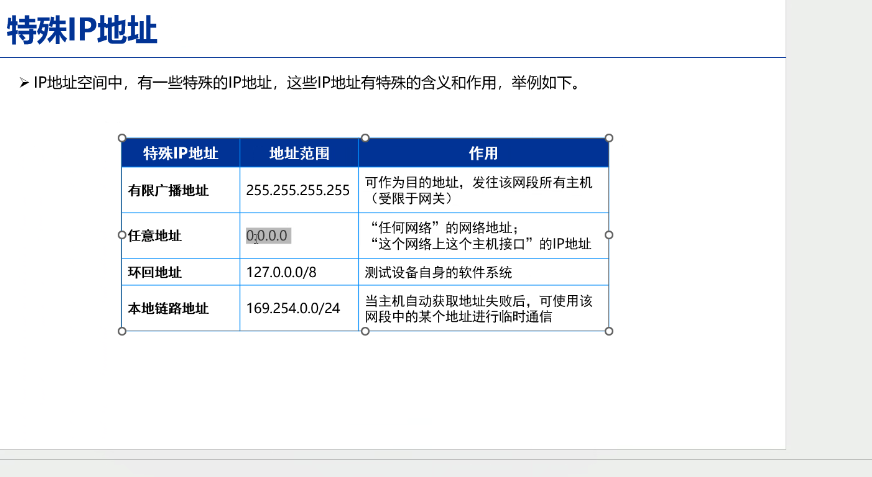 特殊IP地址
➢ IP地址空间中，有一些特殊的IP地址，这些IP地址有特殊的含义和作用，举例如下。
特殊IP地址 地址范围 作用
有限广播地址 255.255.255.255 可作为目的地址，发往该网段所有主机
（受限于网关）
任意地址 0.0.0.0 “任何网络”的网络地址；
“这个网络上这个主机接口”的IP地址
环回地址 127.0.0.0/8 测试设备自身的软件系统
本地链路地址 169.254.0.0/24 当主机自动获取地址失败后，可使用该
网段中的某个地址进行临时通信